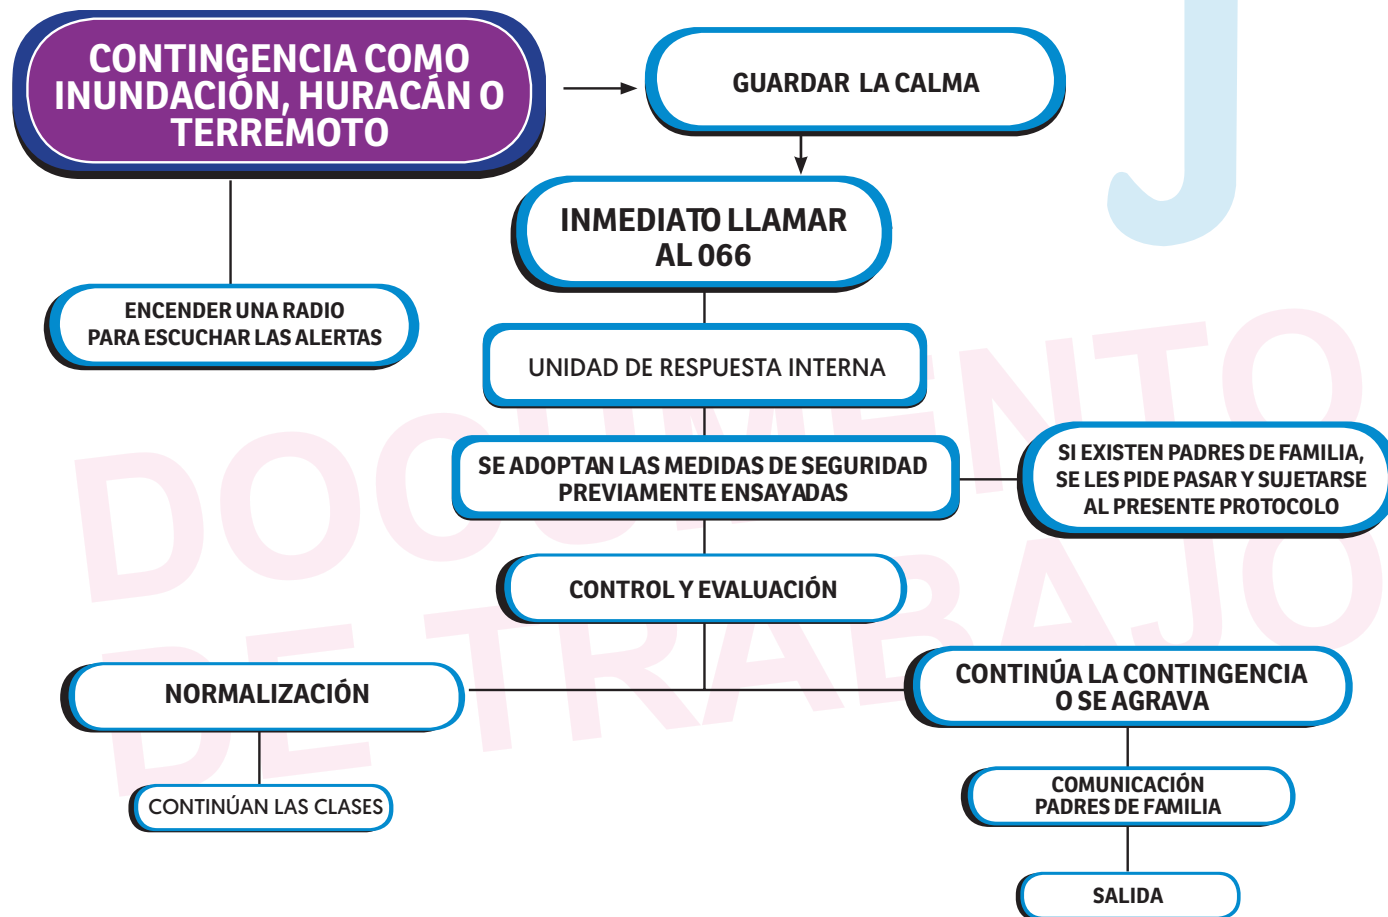 CONTINGENCIA COMO
INUNDACIÓN, HURACÁN O
TERREMOTO
GUARDAR LA CALMA
INMEDIATO LLAMAR
AL 066
ENCENDER UNA RADIO
PARA ESCUCHAR LAS ALERTAS
UNIDAD DE RESPUESTA INTERNA
SE ADOPTAN LAS MEDIDAS DE SEGURIDAD
PREVIAMENTE ENSAYADAS
SI EXISTEN PADRES DE FAMILIA,
SE LES PIDE PASAR Y SUJETARSE
AL PRESENTE PROTOCOLO
CONTROL Y EVALUACIÓN
NORMALIZACIÓN
CONTINÚA LA CONTINGENCIA
O SE AGRAVA
CONTINÚAN LAS CLASES
COMUNICACIÓN
PADRES DE FAMILIA
SALIDA
DOCUMENTO
DE TRABAJO
J